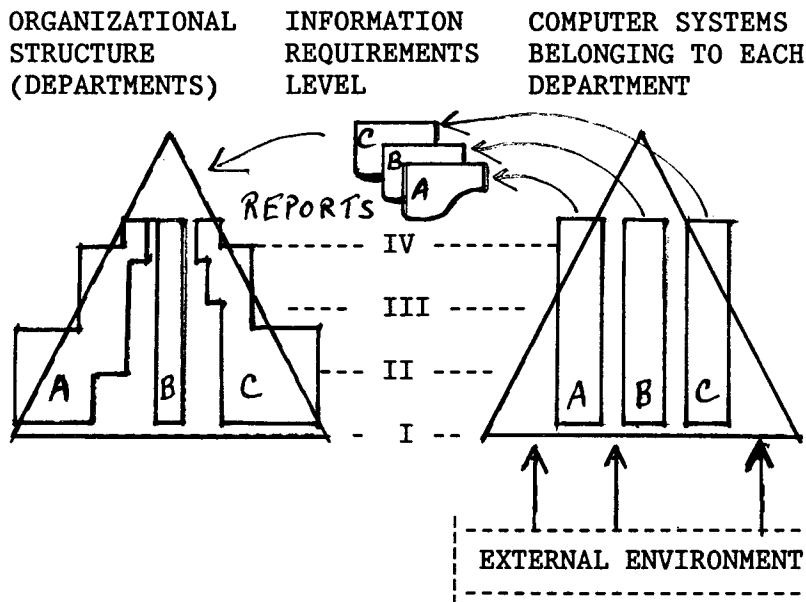 ORGANIZATIONAL
STRUCTURE
(DEPARTMENTS)
INFORMATION
REQUIREMENTS
LEVEL
COMPUTER SYSTEMS
BELONGING TO EACH
DEPARTMENT
C
B
A
REPORTS
IV
III
II
I
A
B
C
A
B
C
EXTERNAL ENVIRONMENT